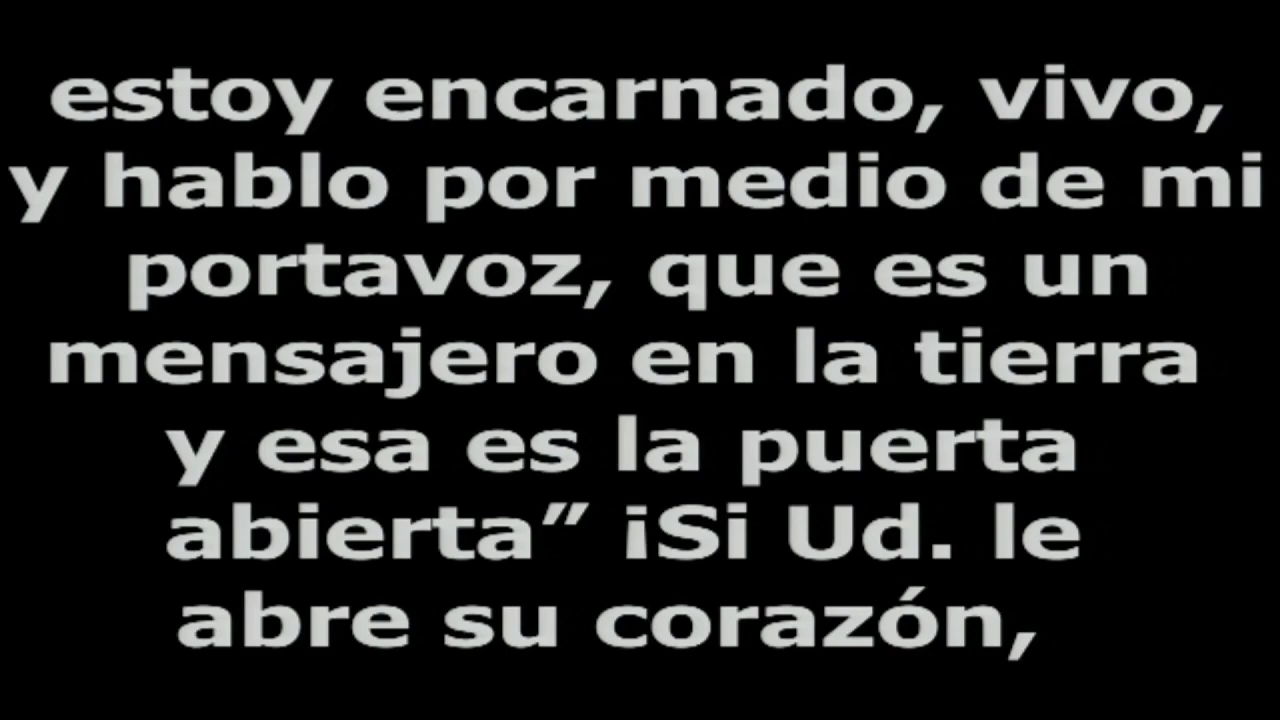 estoy encarnado, vivo,
y hablo por medio de mi
portavoz, que es un
mensajero en la tierra
y esa es la puerta
abierta” ¡Si Ud. le
abre su corazón,